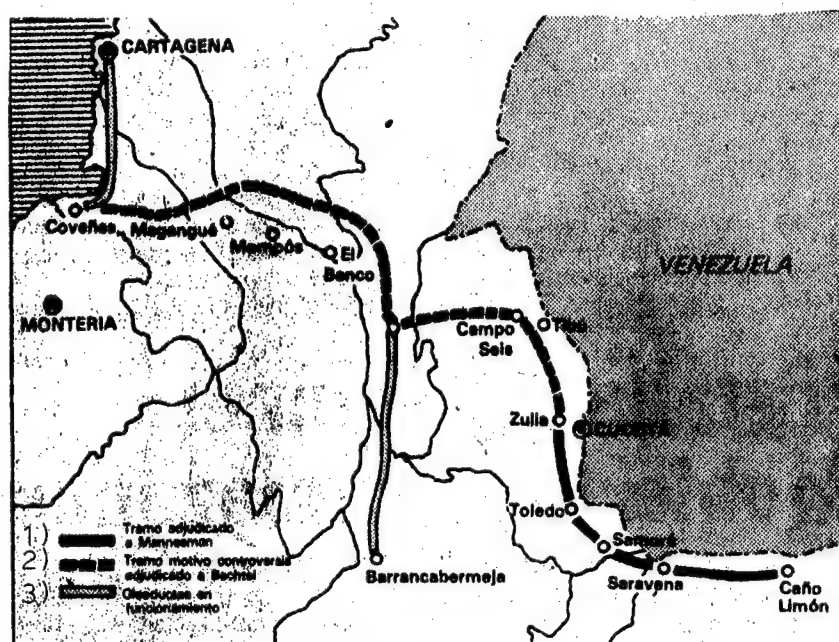 CARTAGENA
Coveñas
Magangué
Mompós
El
Banco
VENEZUELA
MONTERIA
Campo
Seis
Tibú
Zulia
CUCUTA
Toledo
Samoré
Saravena
Caño
Limón
Barrancabermeja
1) Tramo adjudicado
a Mannesman
2) Tramo motivo controversia
adjudicado a Bechtel
3) Oleoductos en
funcionamiento